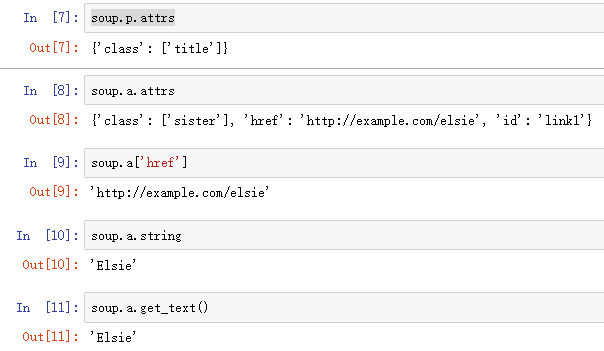 In [7]: soup.p.attrs
Out[7]: {'class': ['title']}
In [8]: soup.a.attrs
Out[8]: {'class': ['sister'], 'href': 'http://example.com/elsie', 'id': 'link1'}
In [9]: soup.a['href']
Out[9]: 'http://example.com/elsie'
In [10]: soup.a.string
Out[10]: 'Elsie'
In [11]: soup.a.get_text()
Out[11]: 'Elsie'